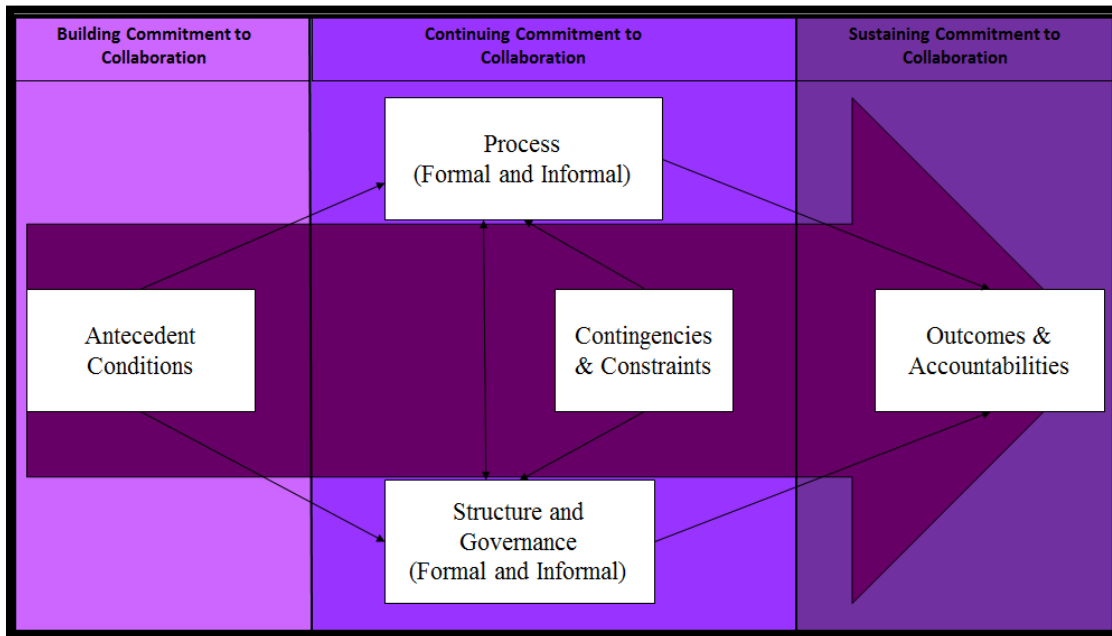 Building Commitment to
Collaboration
Continuing Commitment to
Collaboration
Sustaining Commitment to
Collaboration
Process
(Formal and Informal)
Antecedent
Conditions
Contingencies
& Constraints
Outcomes &
Accountabilities
Structure and
Governance
(Formal and Informal)